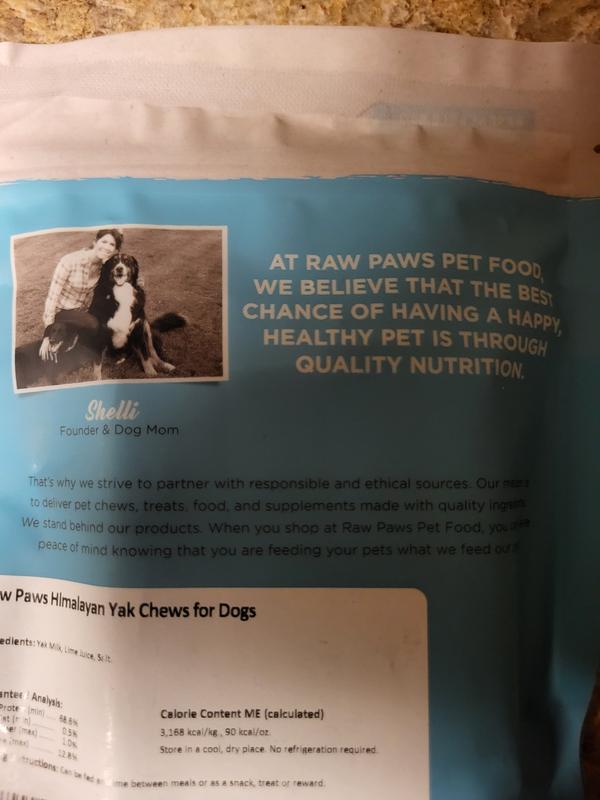 AT RAW PAWS PET FOOD,
WE BELIEVE THAT THE BEST
CHANCE OF HAVING A HAPPY,
HEALTHY PET IS THROUGH
QUALITY NUTRITION.
Shelli
Founder & Dog Mom
That's why we strive to partner with responsible and ethical sources. Our
to deliver pet chews, treats, food, and supplements made with quality
We stand behind our products. When you shop at Raw Paws Pet Food, you
peace of mind knowing that you are feeding your pets what we feed
w Paws Himalayan Yak Chews for Dogs
edients: Yak Milk, Lime Juice, Salt.
Analysis:
(min) 68.6%
0.5%
(max) 1.0%
(max) 12.8%
Calorie Content ME (calculated)
3,168 kcal/kg., 90 kcal/oz.
Store in a cool, dry place. No refrigeration required.
Can be fed between meals or as a snack, treat or reward.